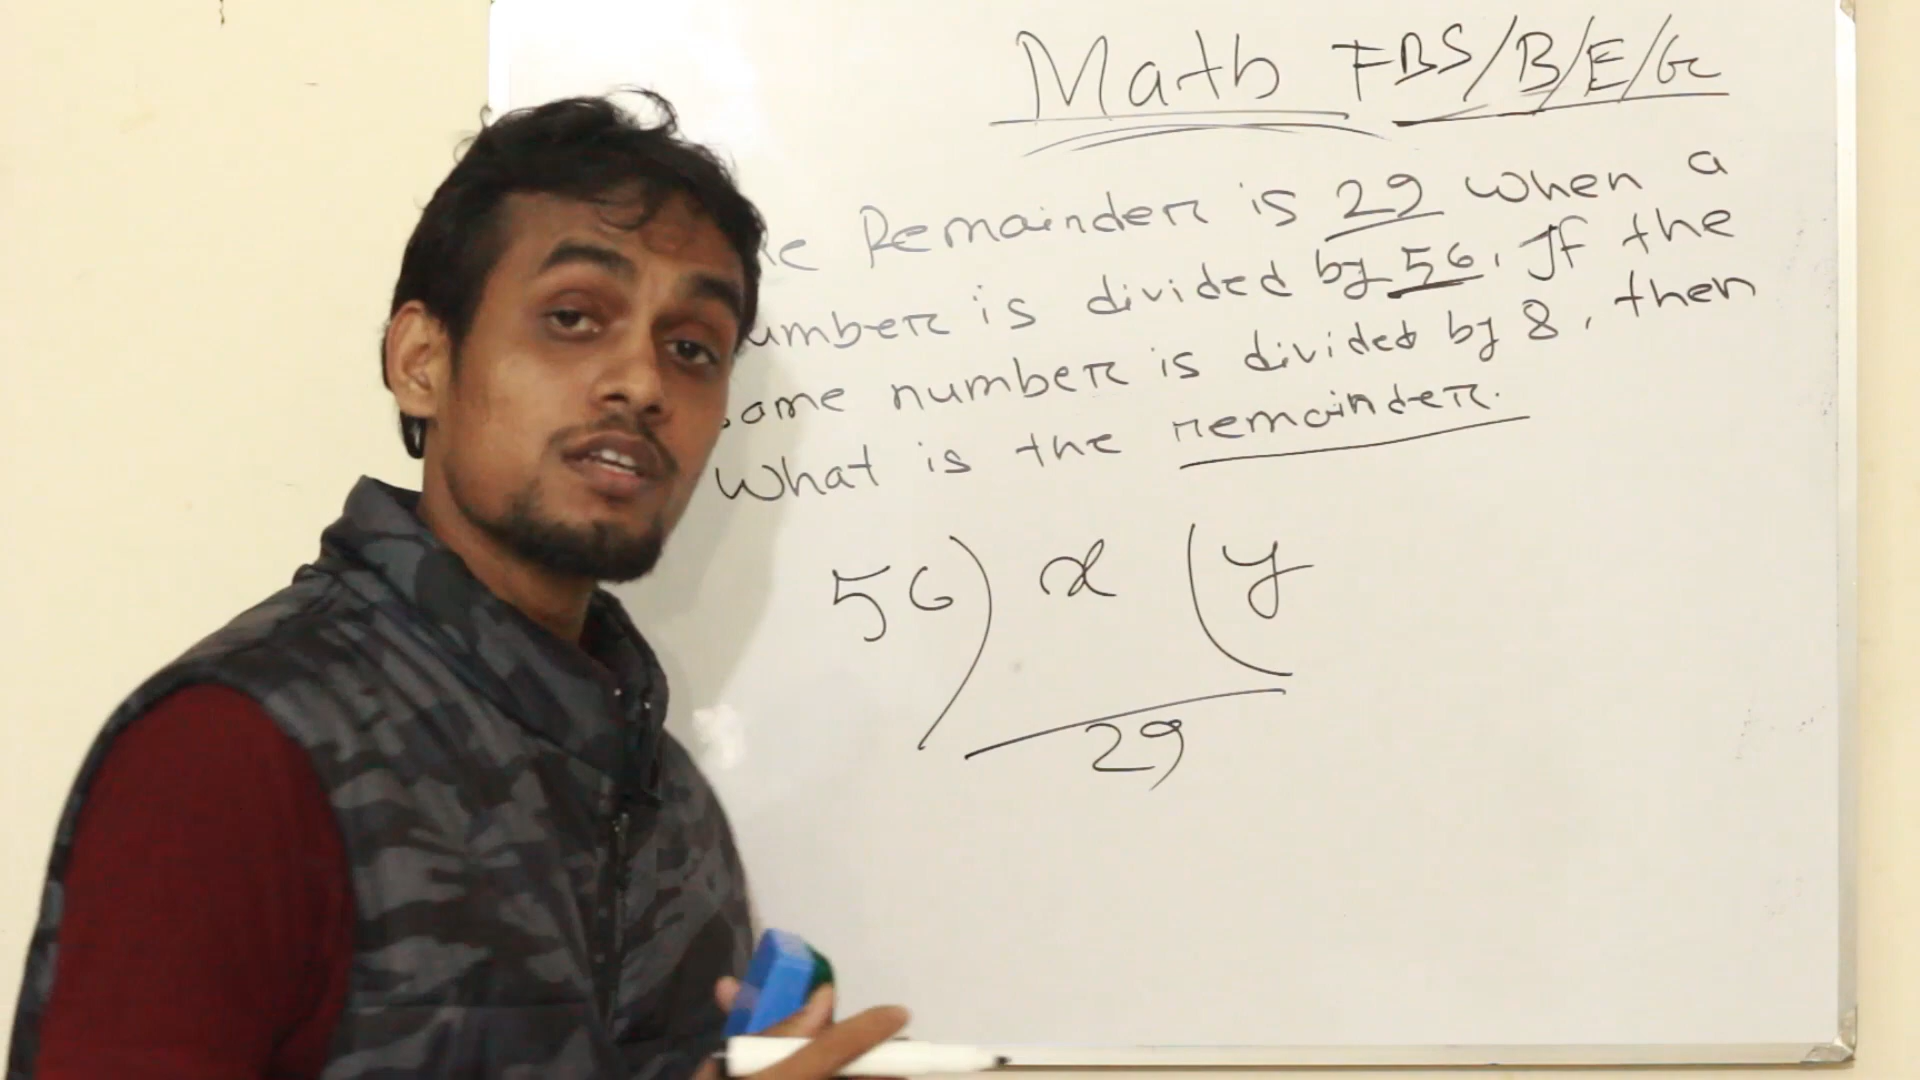 Math FBS/B/E/G
Remainder is 29 when a
number is divided by 56. If the
same number is divided by 8, then
What is the remainder.
56) x (y
29